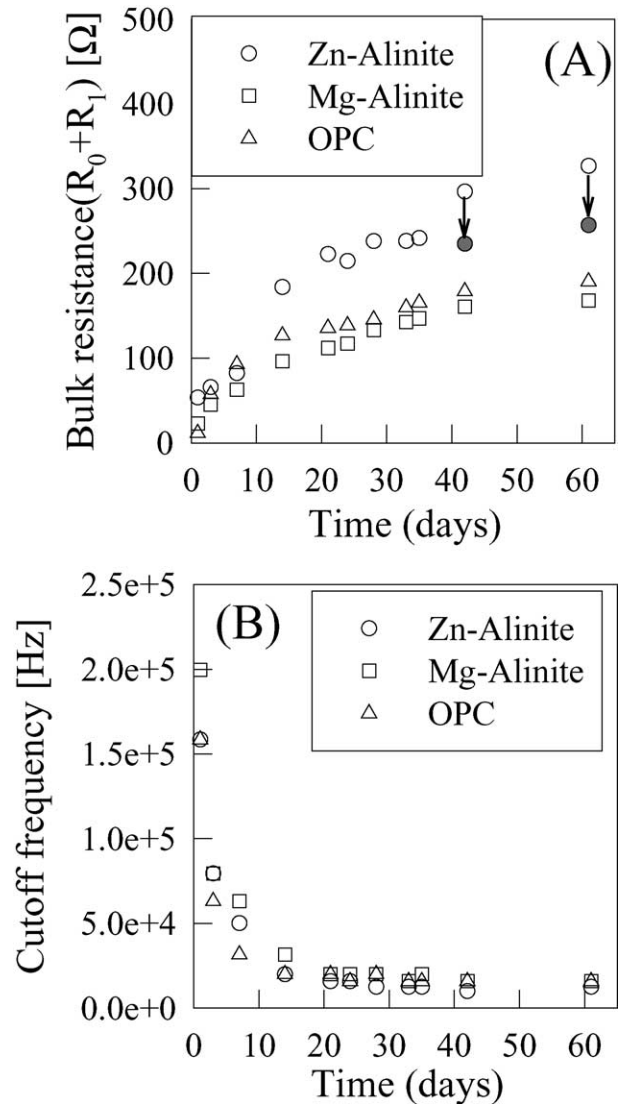 500
400
300
200
100
0
Bulk resistance(R0+R1) [Ω]
Zn-Alinite
Mg-Alinite
OPC
(A)
0 10 20 30 40 50 60
Time (days)
2.5e+5
2.0e+5
1.5e+5
1.0e+5
5.0e+4
0.0e+0
Cutoff frequency [Hz]
(B)
Zn-Alinite
Mg-Alinite
OPC
0 10 20 30 40 50 60
Time (days)